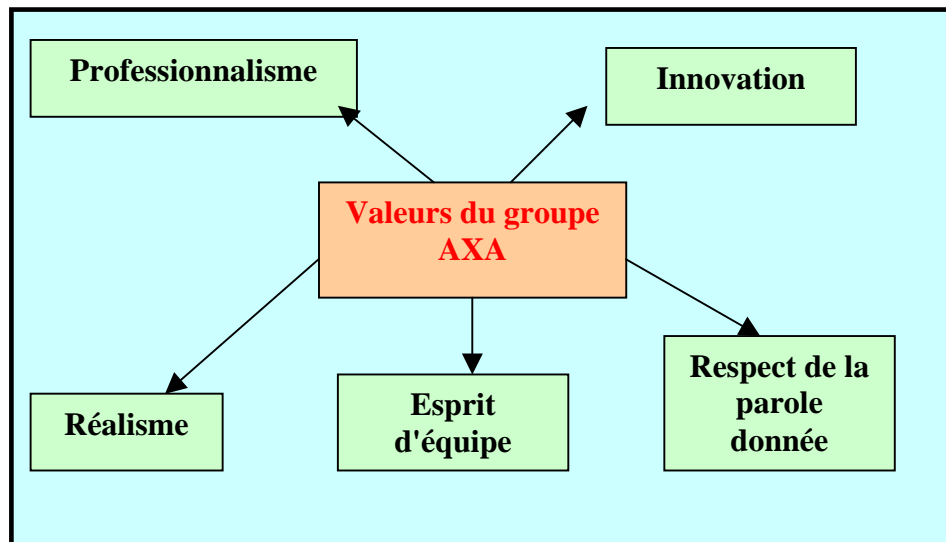 Professionnalisme
Innovation
Valeurs du groupe
AXA
Réalisme
Esprit
d'équipe
Respect de la
parole
donnée